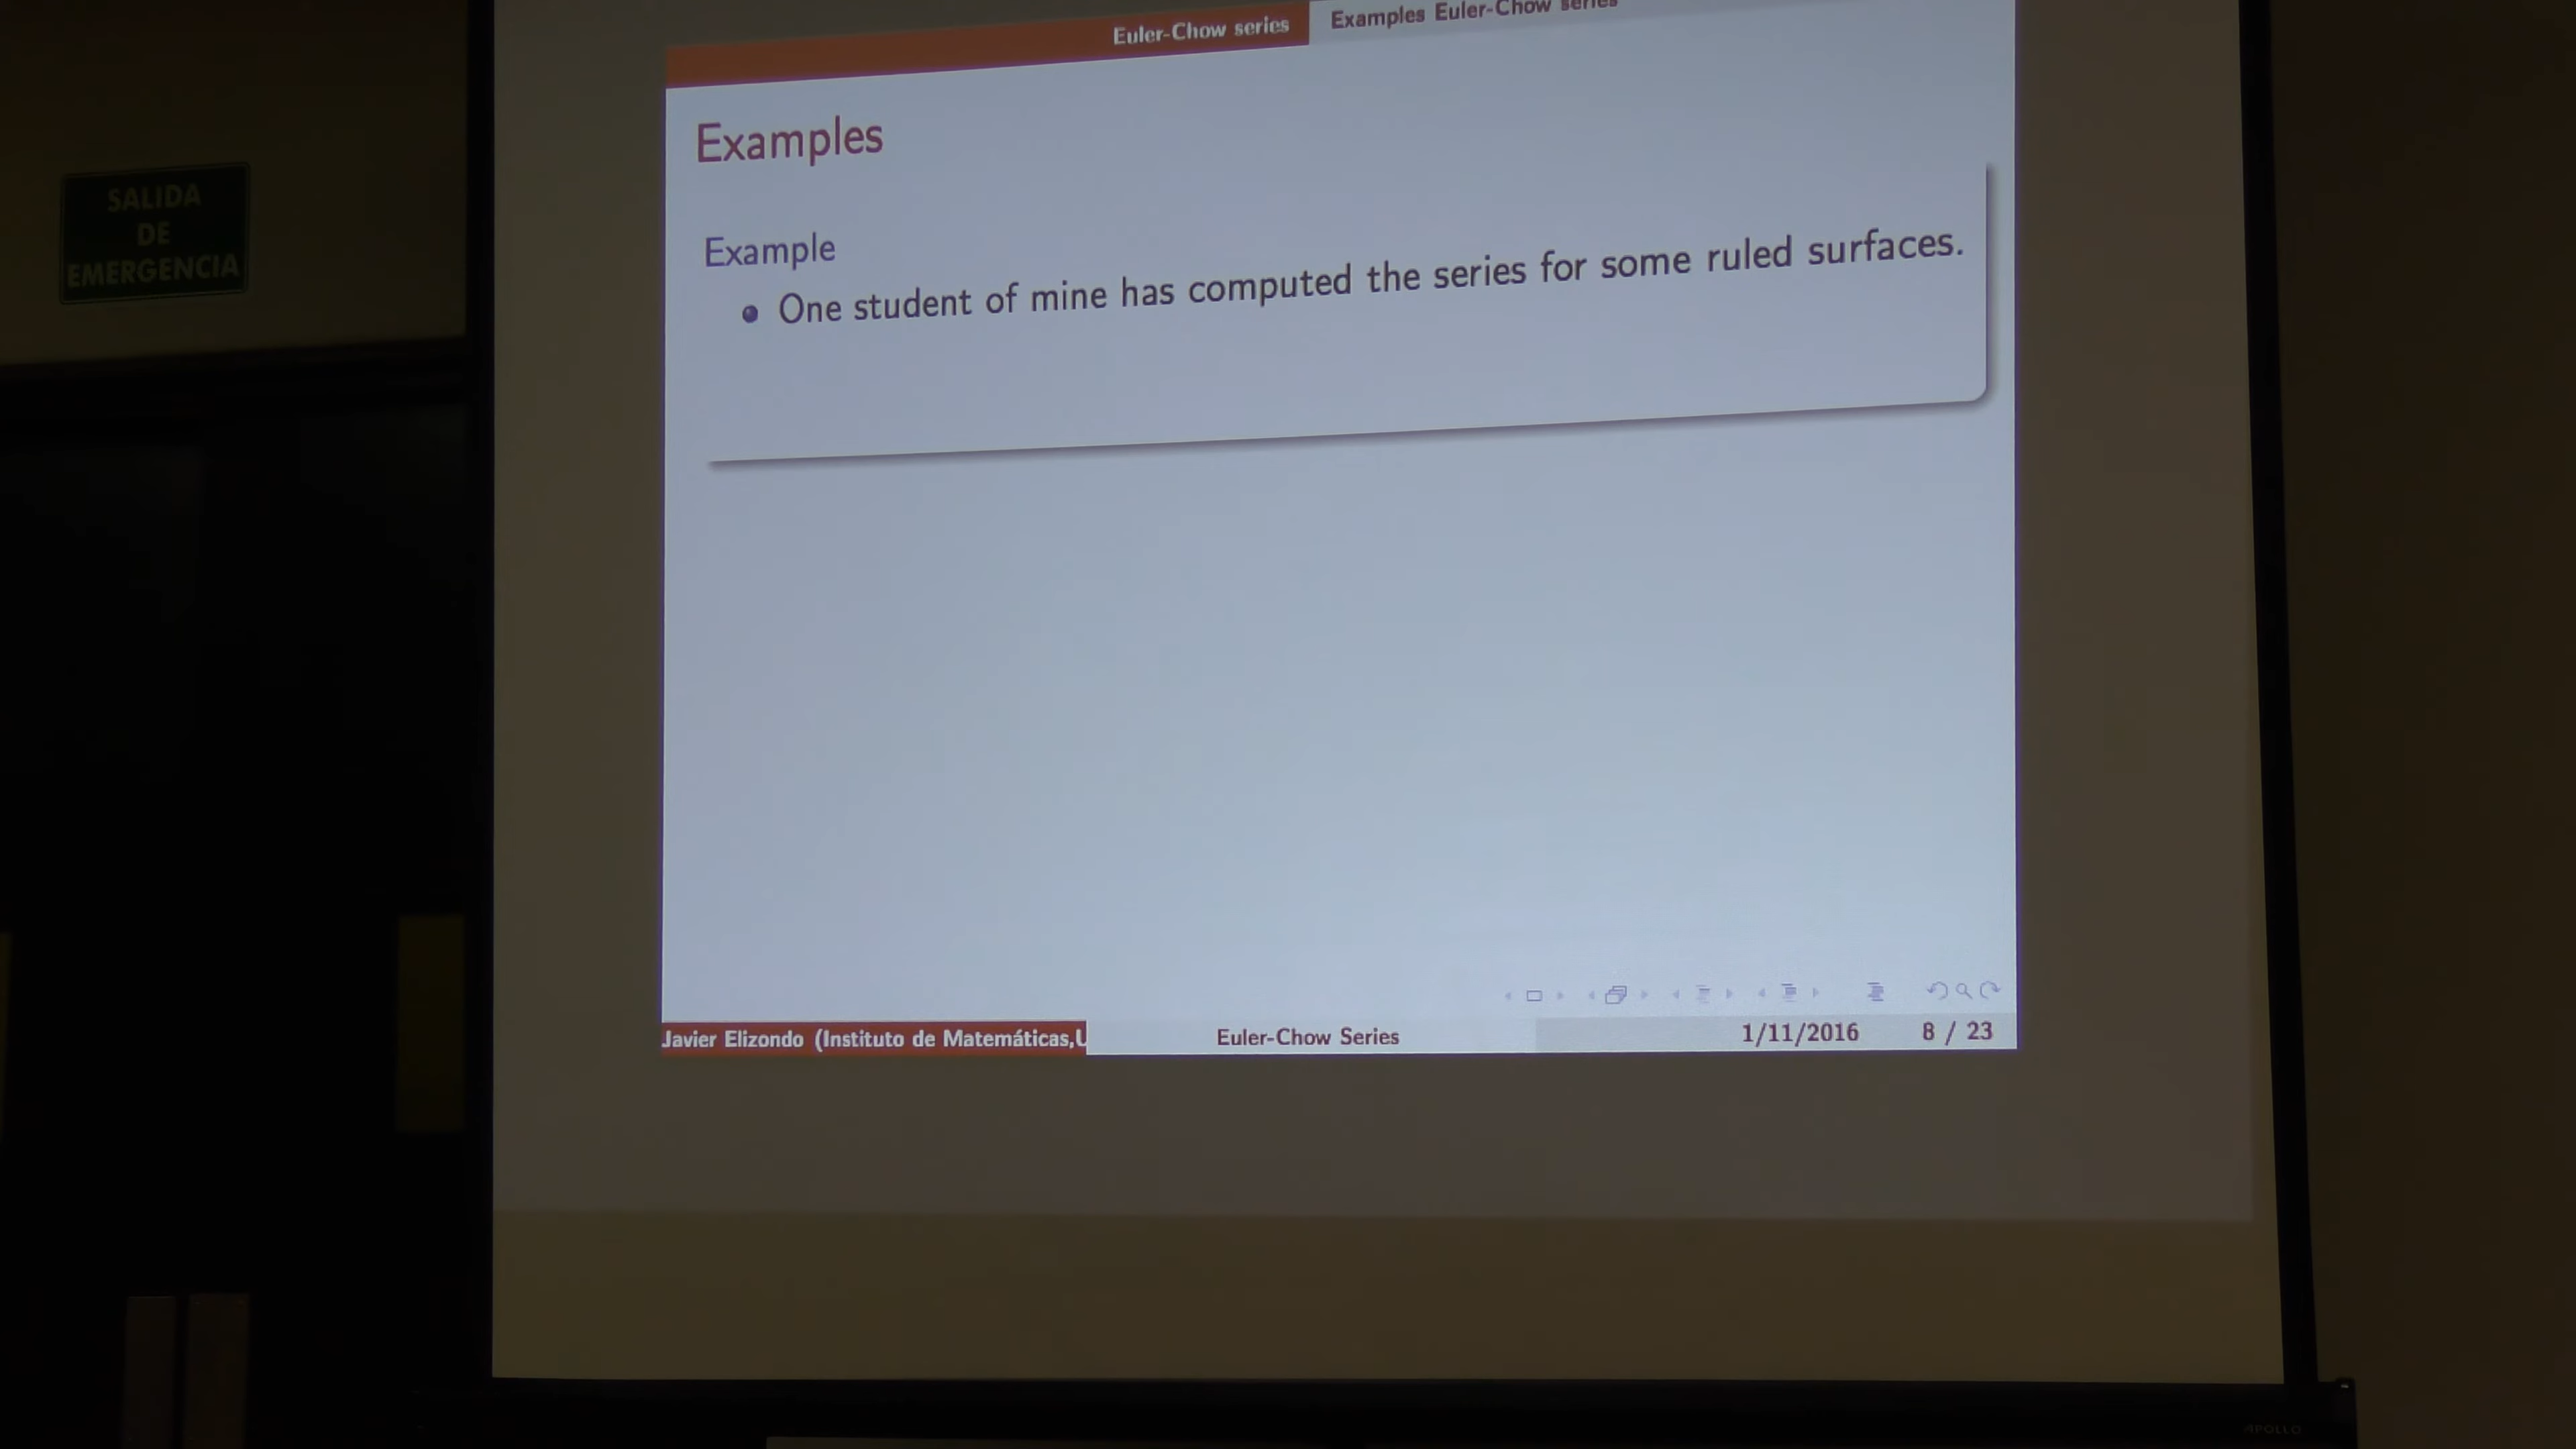 SALIDA
DE
EMERGENCIA
Euler-Chow series
Examples Euler-Chow series
Examples
Example
One student of mine has computed the series for some ruled surfaces.
Javier Elizondo (Instituto de Matemáticas,U
Euler-Chow Series
1/11/2016
8 / 23
APOLLO